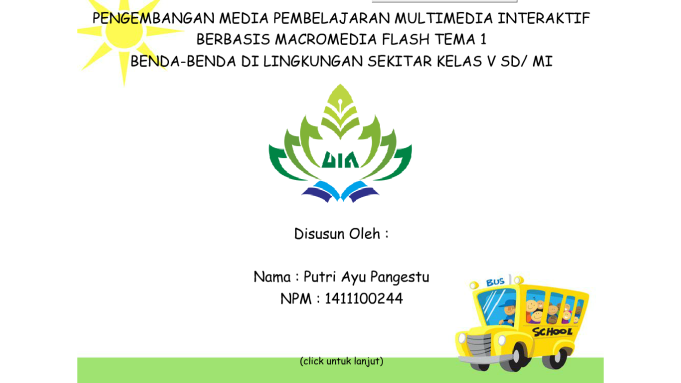 PENGEMBANGAN MEDIA PEMBELAJARAN MULTIMEDIA INTERAKTIF
BERBASIS MACROMEDIA FLASH TEMA 1
BENDA-BENDA DI LINGKUNGAN SEKITAR KELAS V SD/ MI
UIN
Disusun Oleh :
Nama : Putri Ayu Pangestu
NPM : 1411100244
BUS
SCHOOL
(click untuk lanjut)